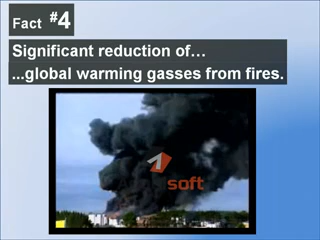 Fact #4
Significant reduction of…
...global warming gasses from fires.
soft